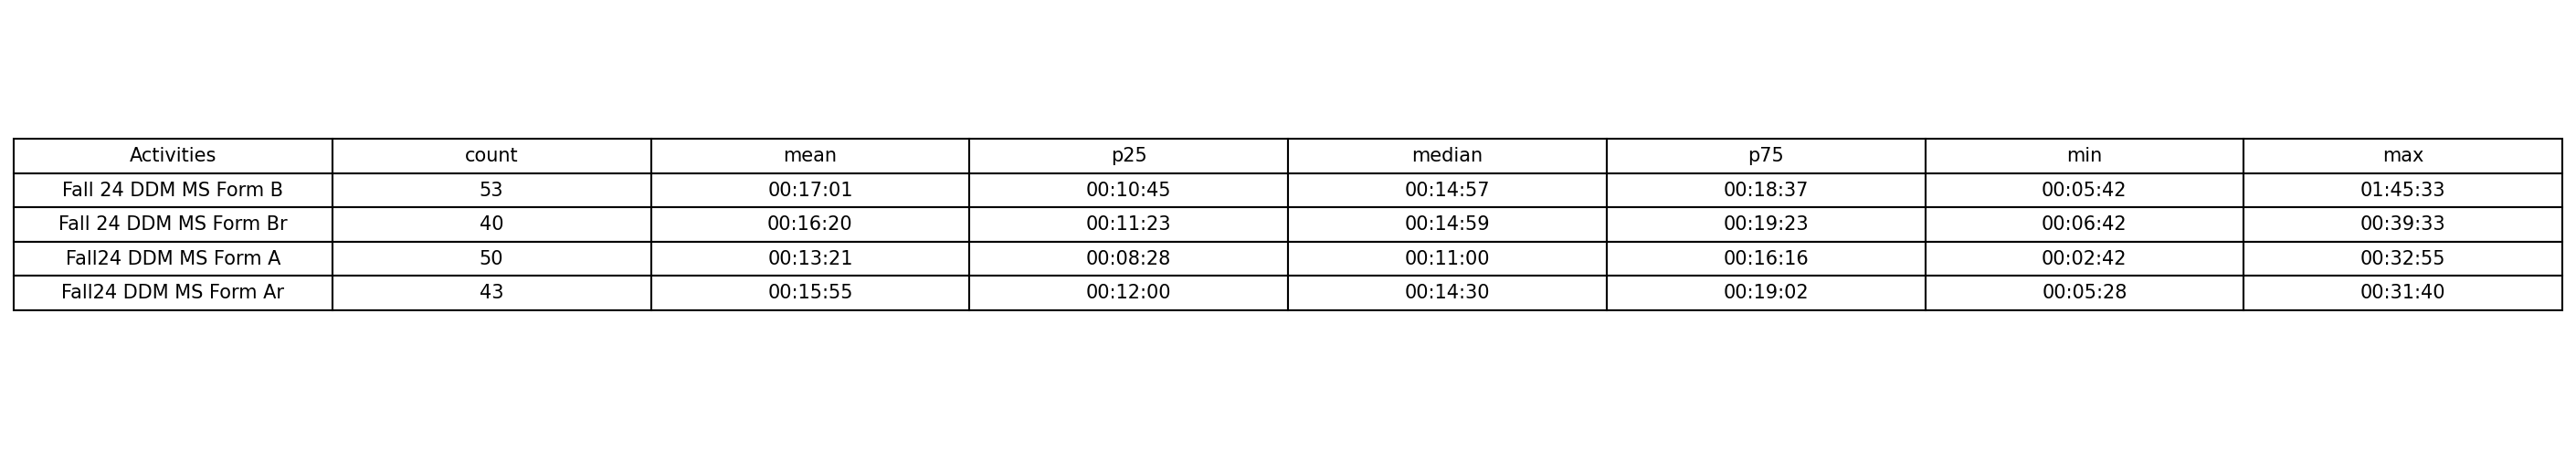 Activities count mean p25 median p75 min max
Fall 24 DDM MS Form B 53 00:17:01 00:10:45 00:14:57 00:18:37 00:05:42 01:45:33
Fall 24 DDM MS Form Br 40 00:16:20 00:11:23 00:14:59 00:19:23 00:06:42 00:39:33
Fall24 DDM MS Form A 50 00:13:21 00:08:28 00:11:00 00:16:16 00:02:42 00:32:55
Fall24 DDM MS Form Ar 43 00:15:55 00:12:00 00:14:30 00:19:02 00:05:28 00:31:40